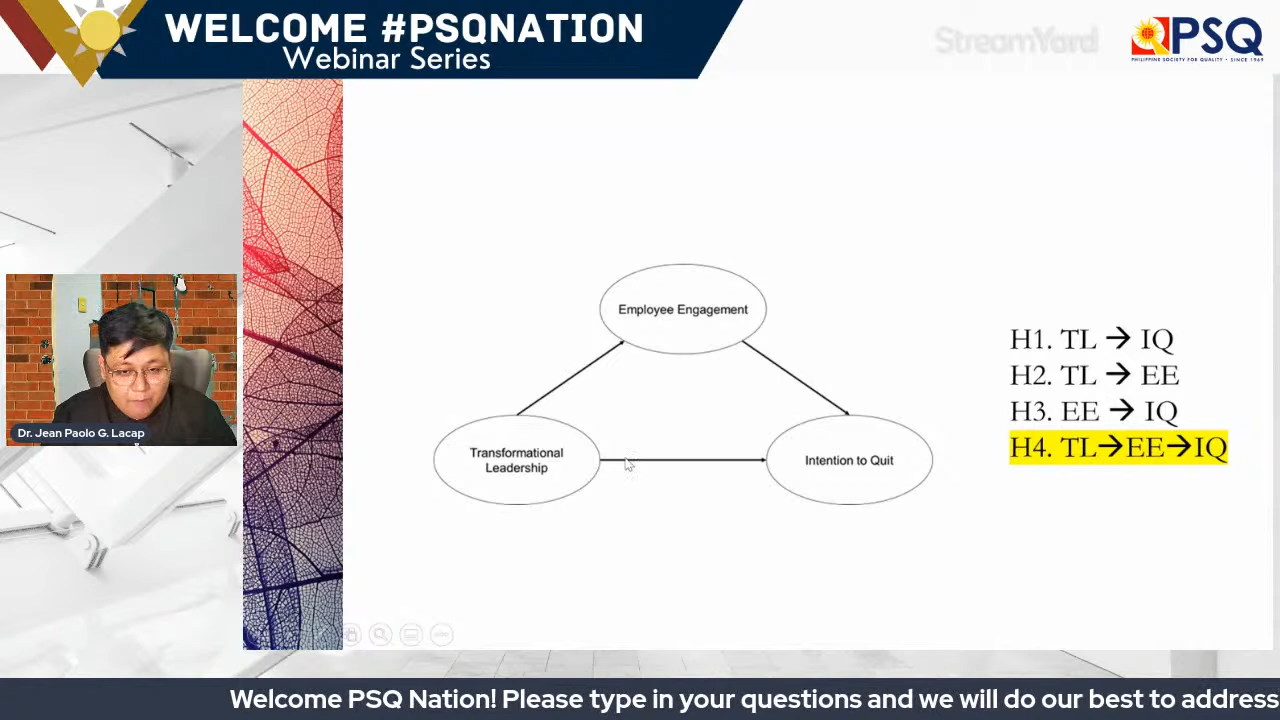 WELCOME #PSQNATION
Webinar Series
StreamYard
PSQ
PHILIPPINE SOCIETY FOR QUALITY - SINCE 1969
Employee Engagement
Transformational
Leadership
Intention to Quit
H1. TL → IQ
H2. TL → EE
H3. EE → IQ
H4. TL→EE→IQ
Dr. Jean Paolo G. Lacap
Welcome PSQ Nation! Please type in your questions and we will do our best to address